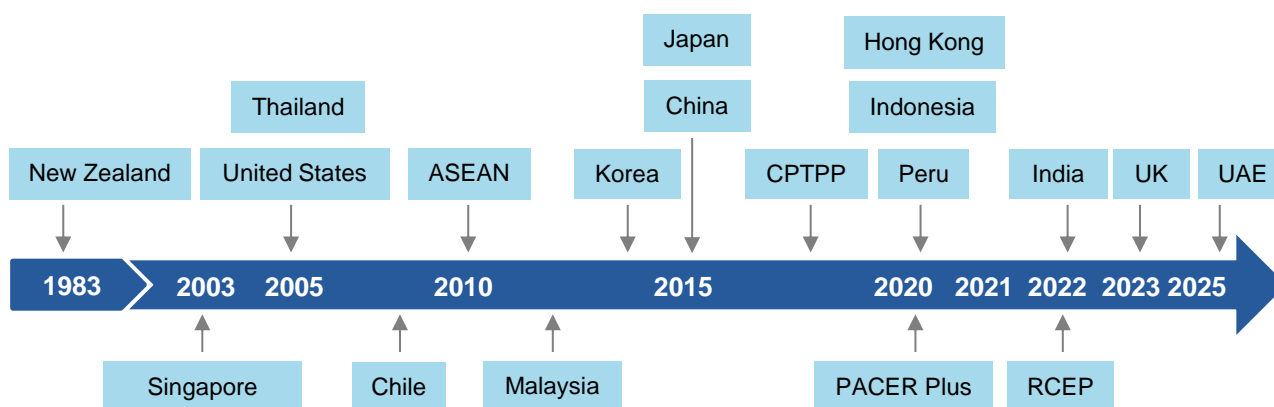 Japan
Hong Kong
Thailand
China
Indonesia
New Zealand
United States
ASEAN
Korea
CPTPP
Peru
India
UK
UAE
1983
2003
2005
2010
2015
2020
2021
2022
2023
2025
Singapore
Chile
Malaysia
PACER Plus
RCEP